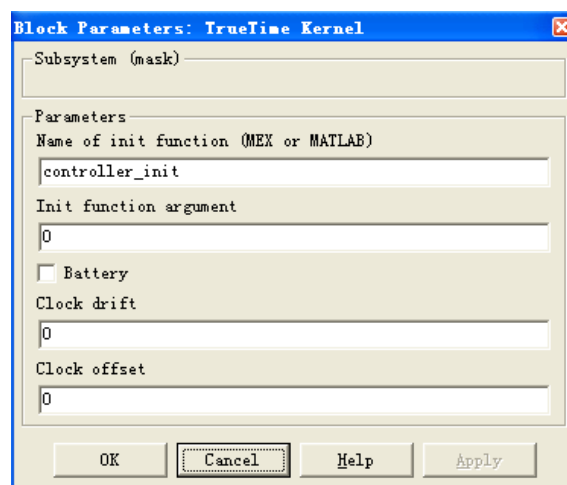 Block Parameters: TrueTime Kernel
Subsystem (mask)
Parameters
Name of init function (MEX or MATLAB)
controller_init
Init function argument
0
Battery
Clock drift
0
Clock offset
0
OK Cancel Help Apply